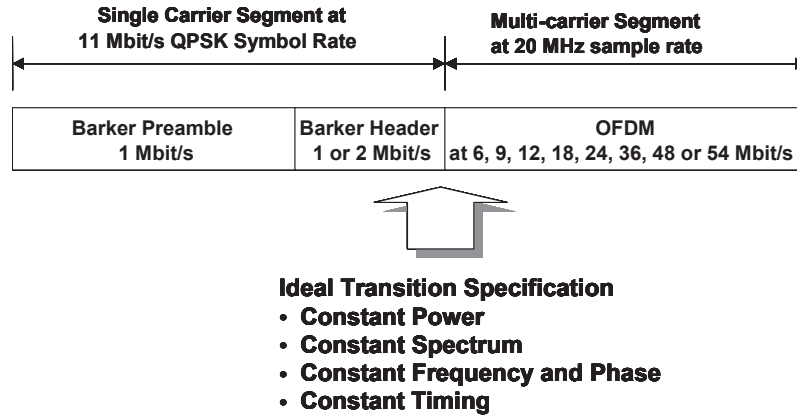 Single Carrier Segment at
11 Mbit/s QPSK Symbol Rate
Multi-carrier Segment
at 20 MHz sample rate
Barker Preamble
1 Mbit/s
Barker Header
1 or 2 Mbit/s
OFDM
at 6, 9, 12, 18, 24, 36, 48 or 54 Mbit/s
Ideal Transition Specification
• Constant Power
• Constant Spectrum
• Constant Frequency and Phase
• Constant Timing